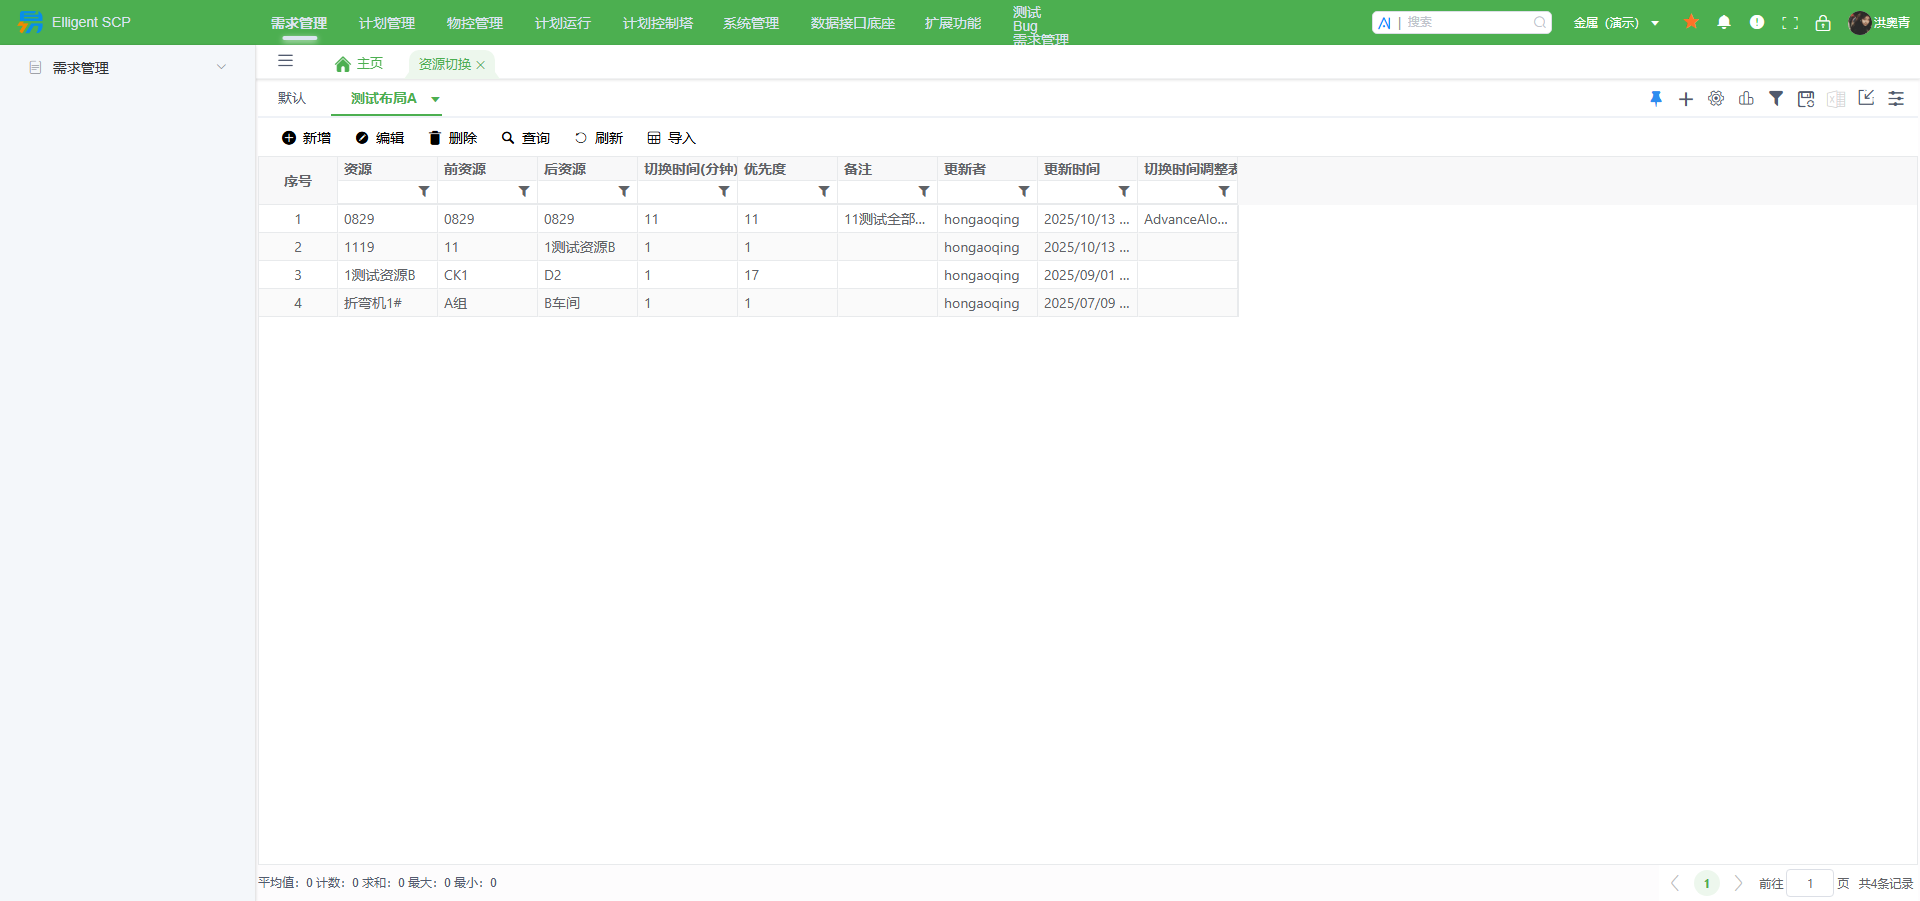 Elligent SCP
需求管理 计划管理 物控管理 计划运行 计划控制塔 系统管理 数据接口底座 扩展功能
测试
Bug
需求管理
AI | 搜索
金属（演示）
洪奥青
需求管理
主页 资源切换
默认 测试布局A
新增 编辑 删除 查询 刷新 导入
序号 资源 前资源 后资源 切换时间(分钟) 优先度 备注 更新者 更新时间 切换时间调整表
1 0829 0829 0829 11 11 11测试全部... hongaoqing 2025/10/13 ... AdvanceAlo...
2 1119 11 1测试资源B 1 1 hongaoqing 2025/10/13 ...
3 1测试资源B CK1 D2 1 17 hongaoqing 2025/09/01 ...
4 折弯机1# A组 B车间 1 1 hongaoqing 2025/07/09 ...
平均值：0 计数：0 求和：0 最大：0 最小：0
1 前往 1 页 共4条记录